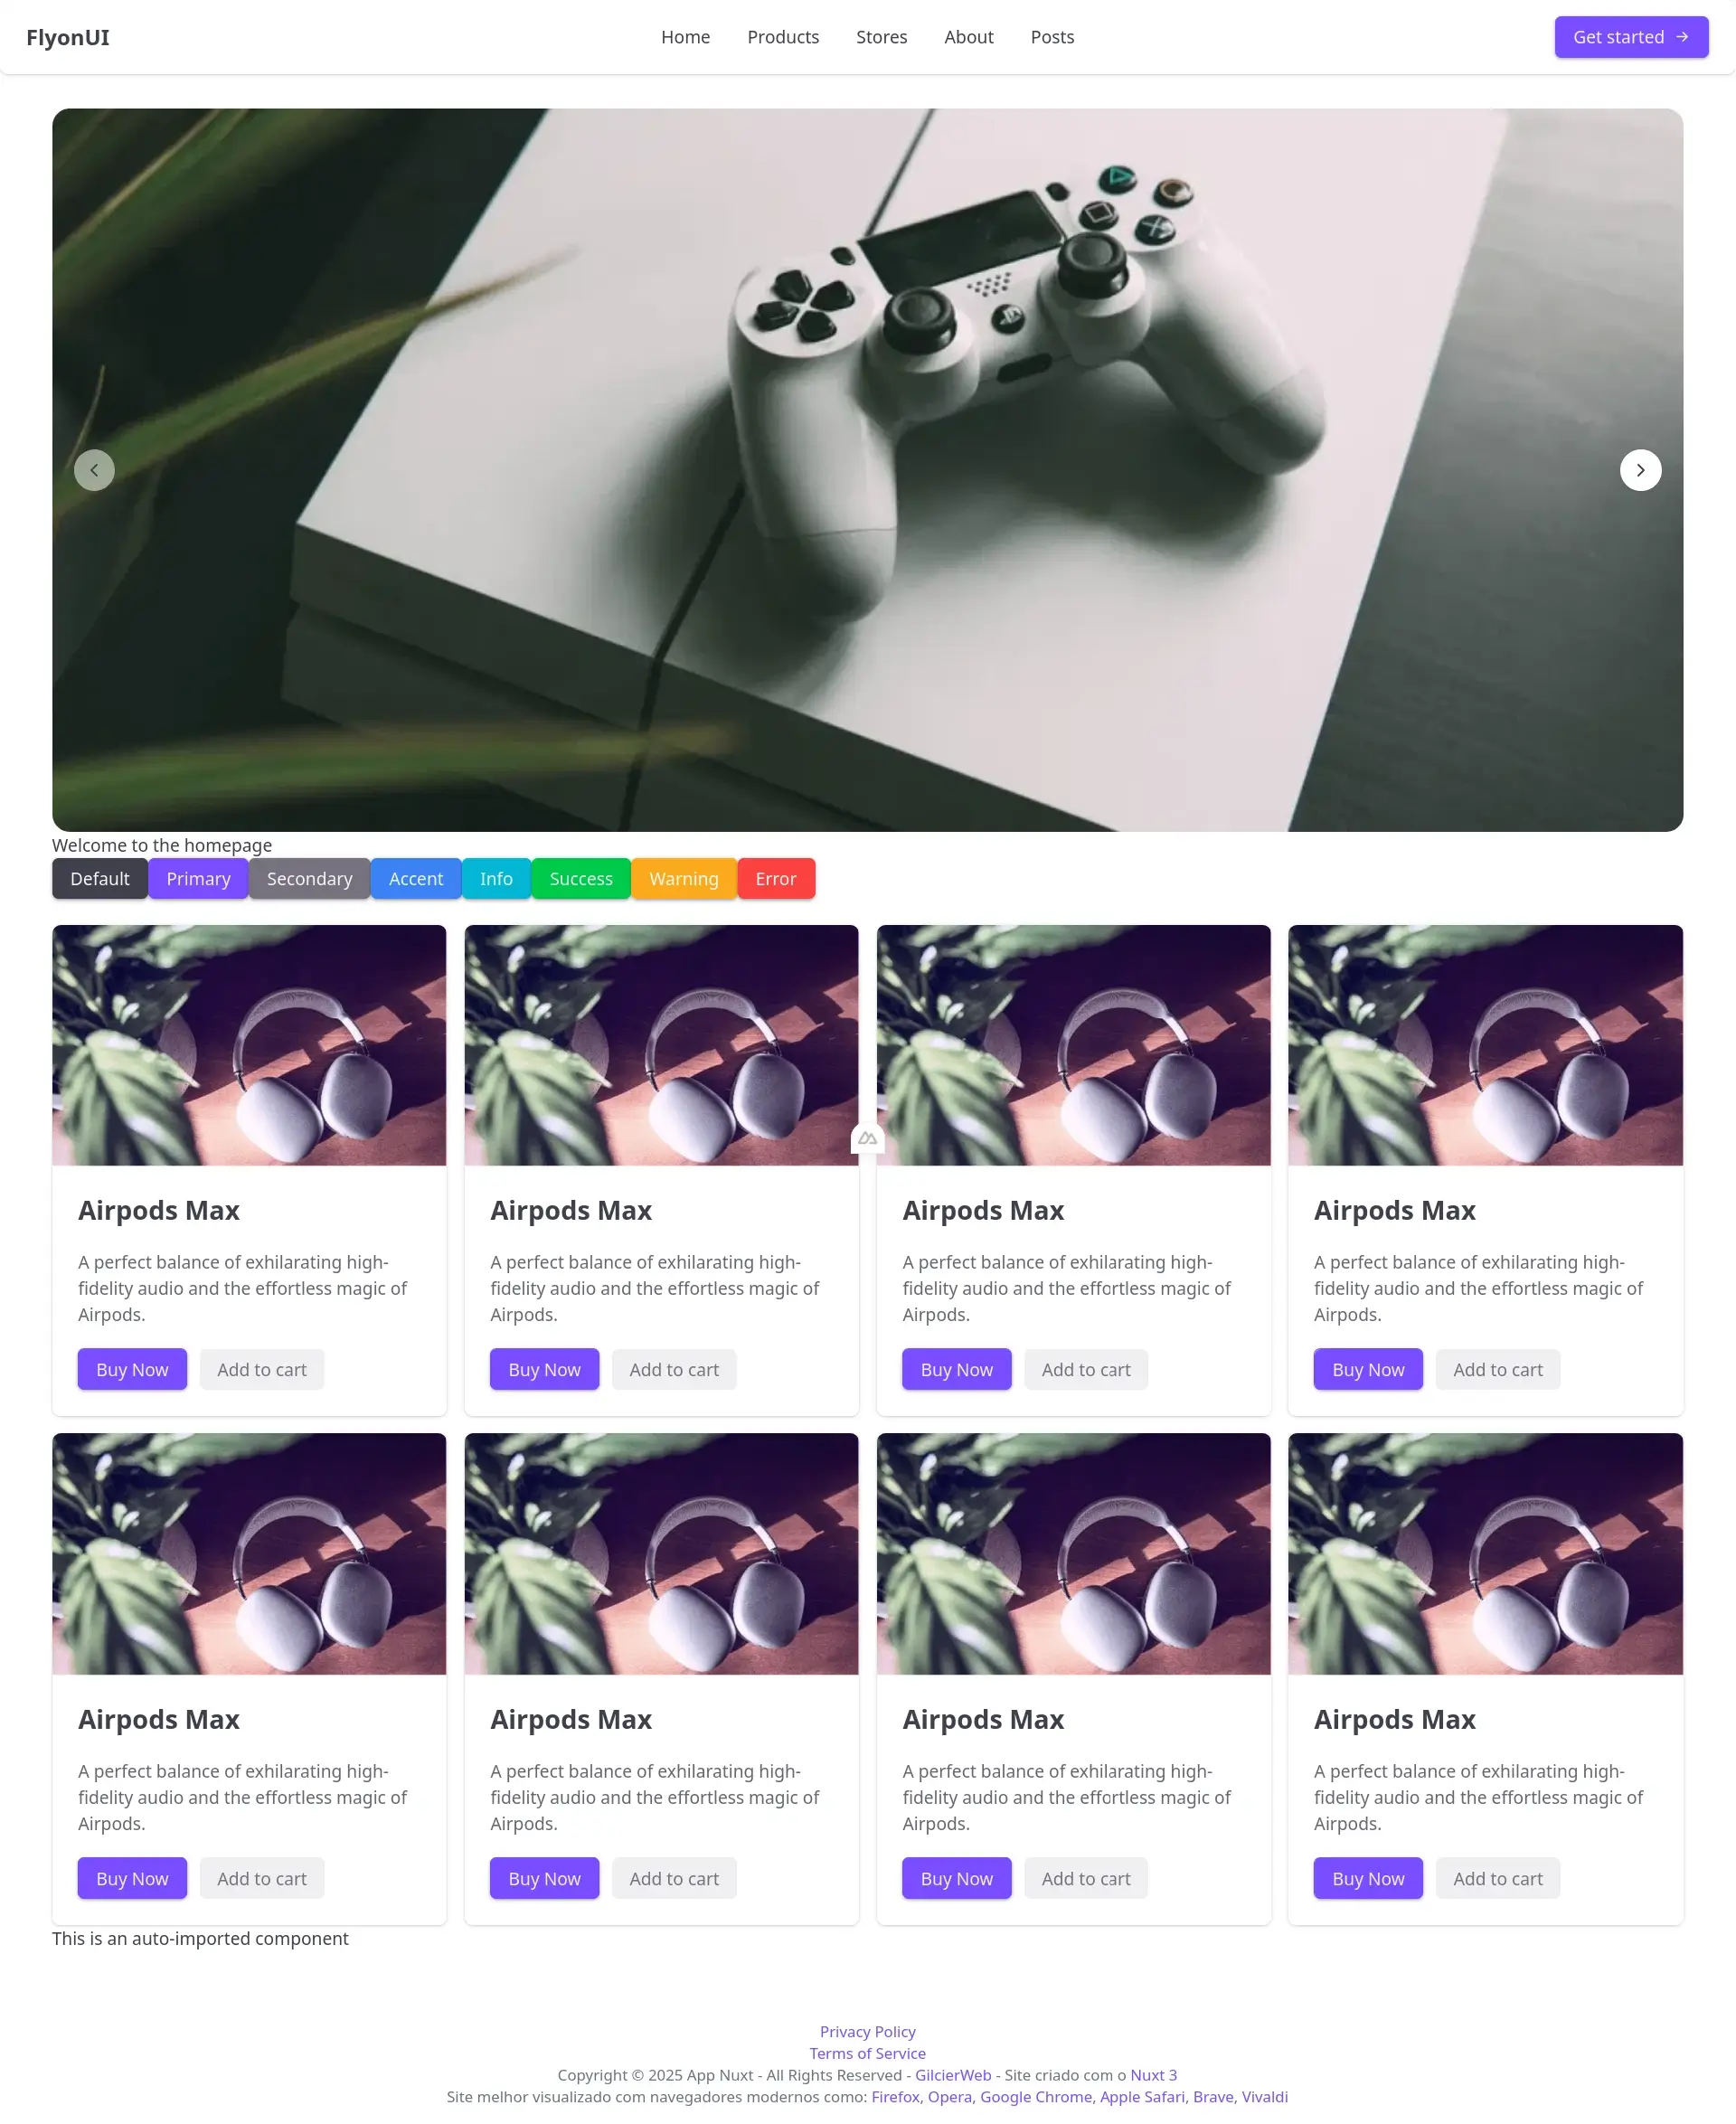 FlyonUI Home Products Stores About Posts Get started
Welcome to the homepage
Default Primary Secondary Accent Info Success Warning Error
Airpods Max
A perfect balance of exhilarating high-
fidelity audio and the effortless magic of
Airpods.
Buy Now Add to cart
Airpods Max
A perfect balance of exhilarating high-
fidelity audio and the effortless magic of
Airpods.
Buy Now Add to cart
Airpods Max
A perfect balance of exhilarating high-
fidelity audio and the effortless magic of
Airpods.
Buy Now Add to cart
Airpods Max
A perfect balance of exhilarating high-
fidelity audio and the effortless magic of
Airpods.
Buy Now Add to cart
Airpods Max
A perfect balance of exhilarating high-
fidelity audio and the effortless magic of
Airpods.
Buy Now Add to cart
Airpods Max
A perfect balance of exhilarating high-
fidelity audio and the effortless magic of
Airpods.
Buy Now Add to cart
Airpods Max
A perfect balance of exhilarating high-
fidelity audio and the effortless magic of
Airpods.
Buy Now Add to cart
Airpods Max
A perfect balance of exhilarating high-
fidelity audio and the effortless magic of
Airpods.
Buy Now Add to cart
This is an auto-imported component
Privacy Policy
Terms of Service
Copyright © 2025 App Nuxt - All Rights Reserved - GilcierWeb - Site criado com o Nuxt 3
Site melhor visualizado com navegadores modernos como: Firefox, Opera, Google Chrome, Apple Safari, Brave, Vivaldi